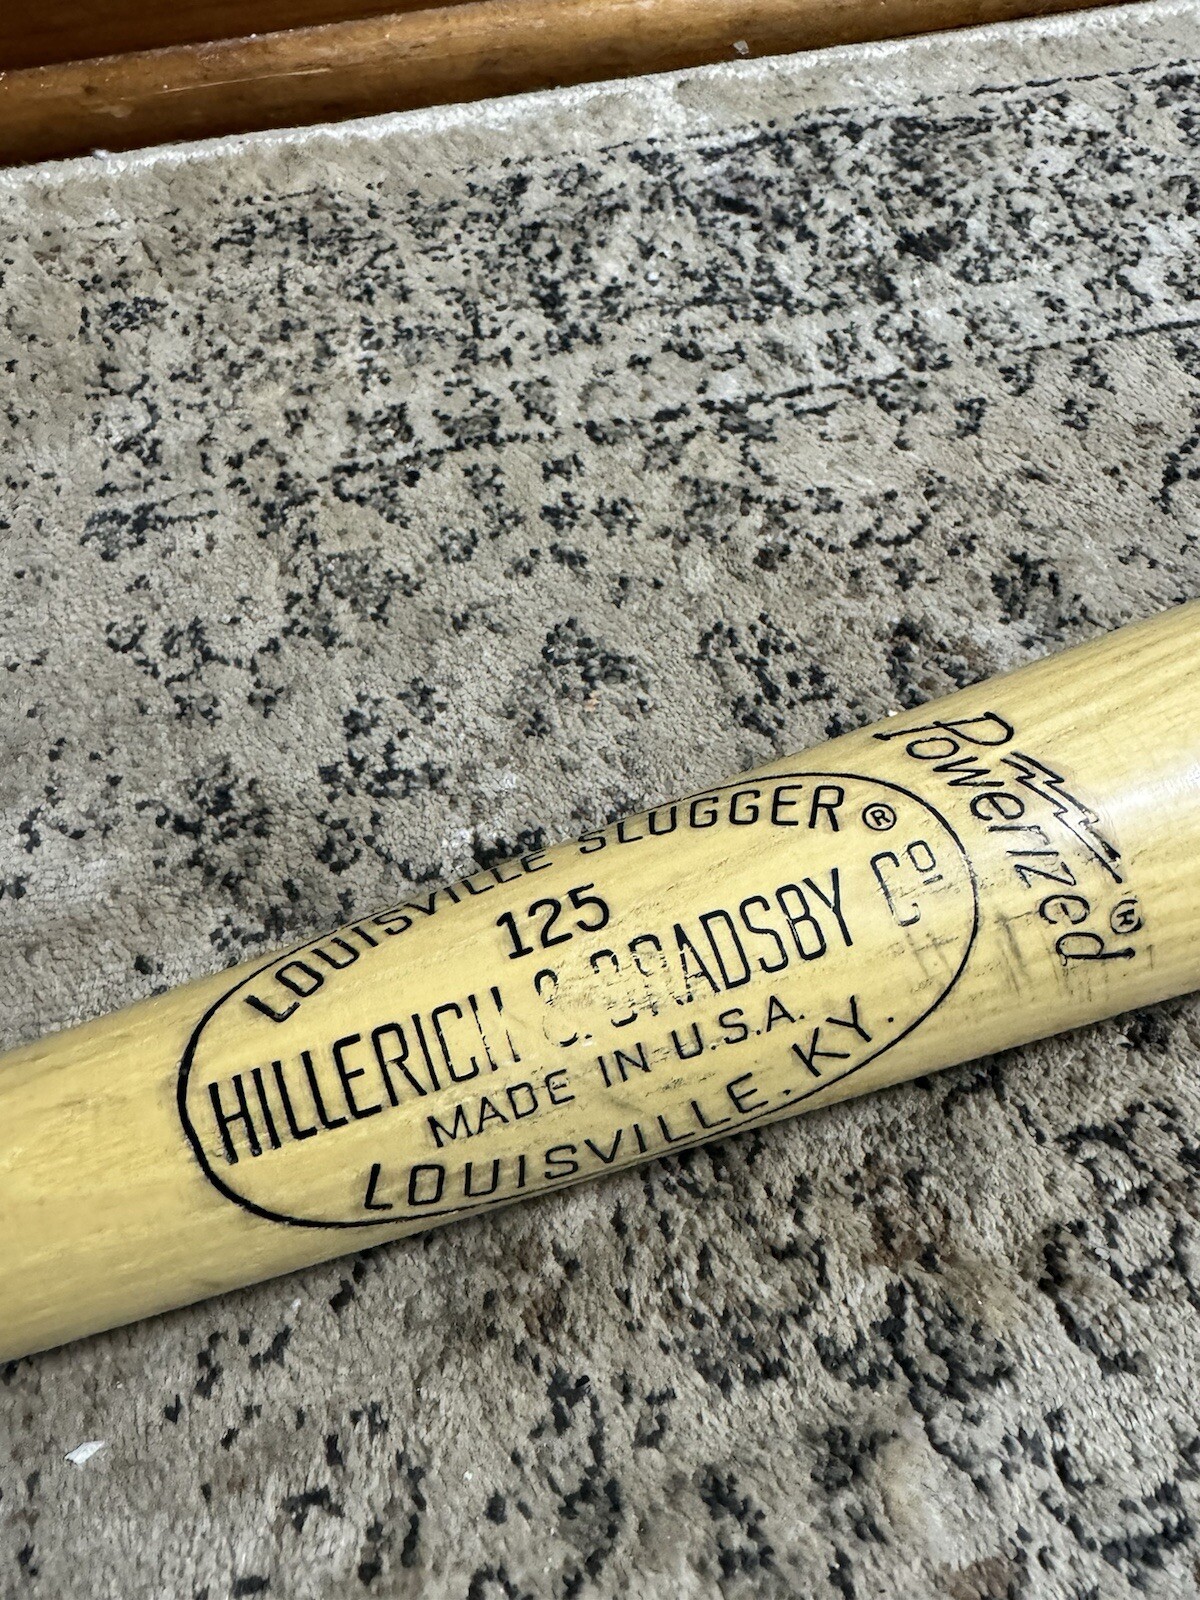 LOUISVILLE SLUGGER ®
125
HILLERICH & BRADSBY Cº
MADE IN U.S.A.
LOUISVILLE, KY.
Powerized ®